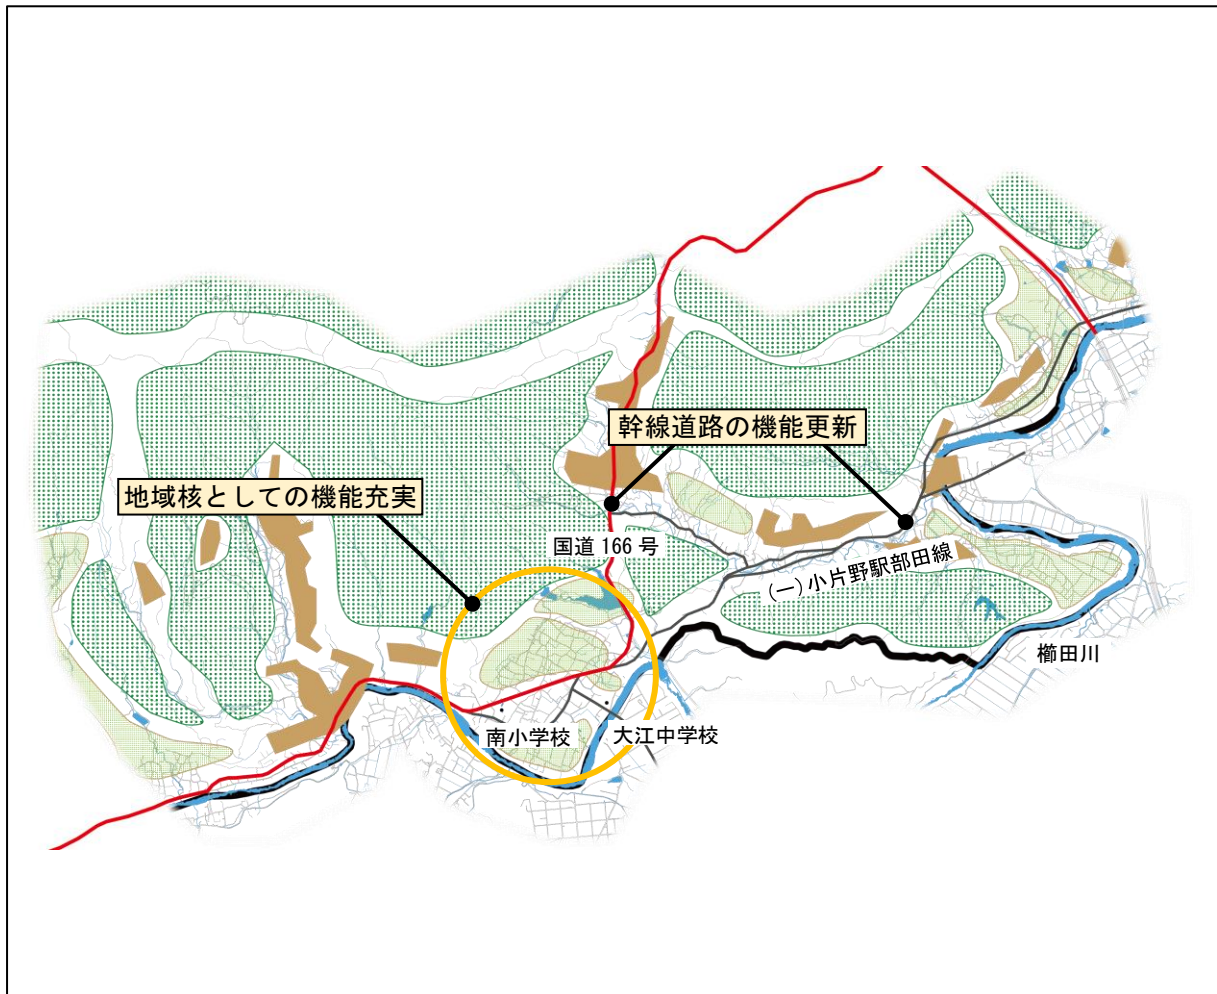 幹線道路の機能更新
地域核としての機能充実
国道 166 号
(一)小片野駅部田線
櫛田川
南小学校
大江中学校